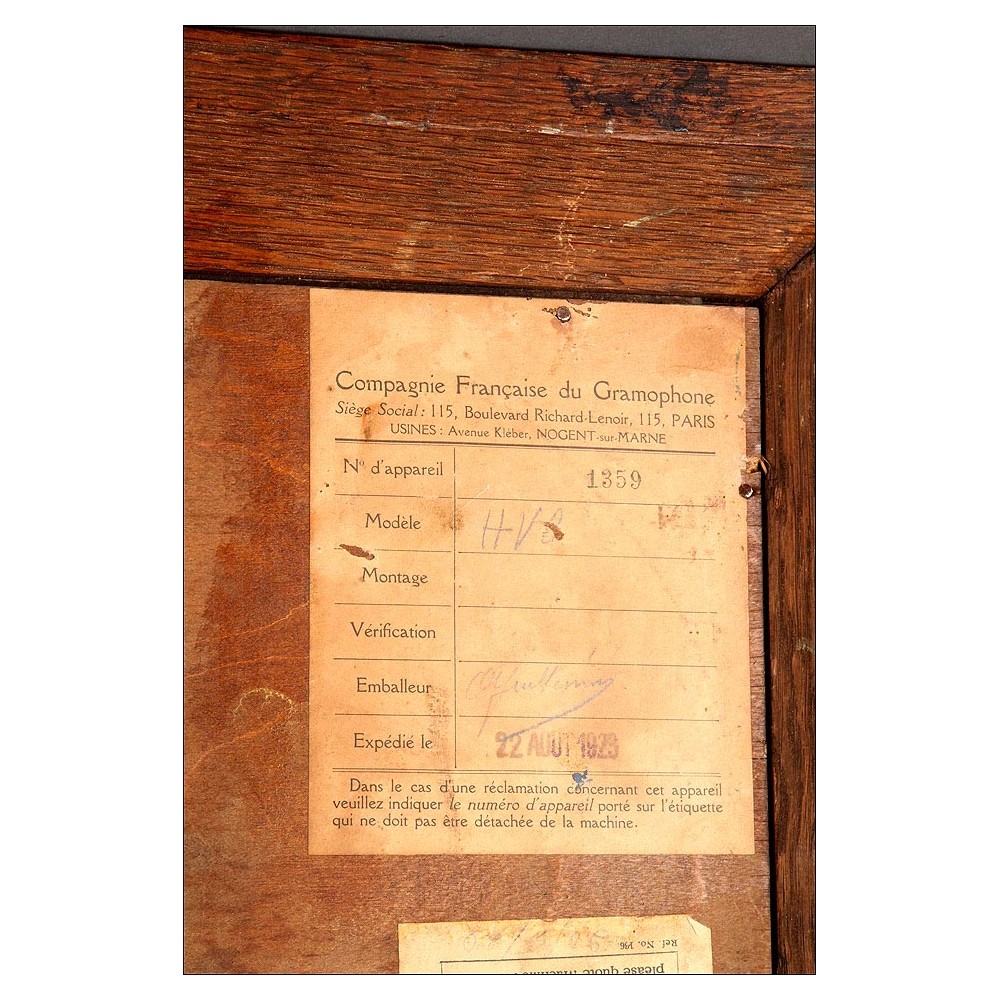 Compagnie Française du Gramophone
Siège Social : 115, Boulevard Richard-Lenoir, 115, PARIS
USINES : Avenue Kléber, NOGENT-sur-MARNE
Nº d'appareil 1359
Modèle
Montage
Vérification
Emballeur
Expédié le 22 AOUT
Dans le cas d'une réclamation concernant cet appareil
veuillez indiquer le numéro d'appareil porté sur l'étiquette
qui ne doit pas être détachée de la machine.
please quote
Ref. No. 196